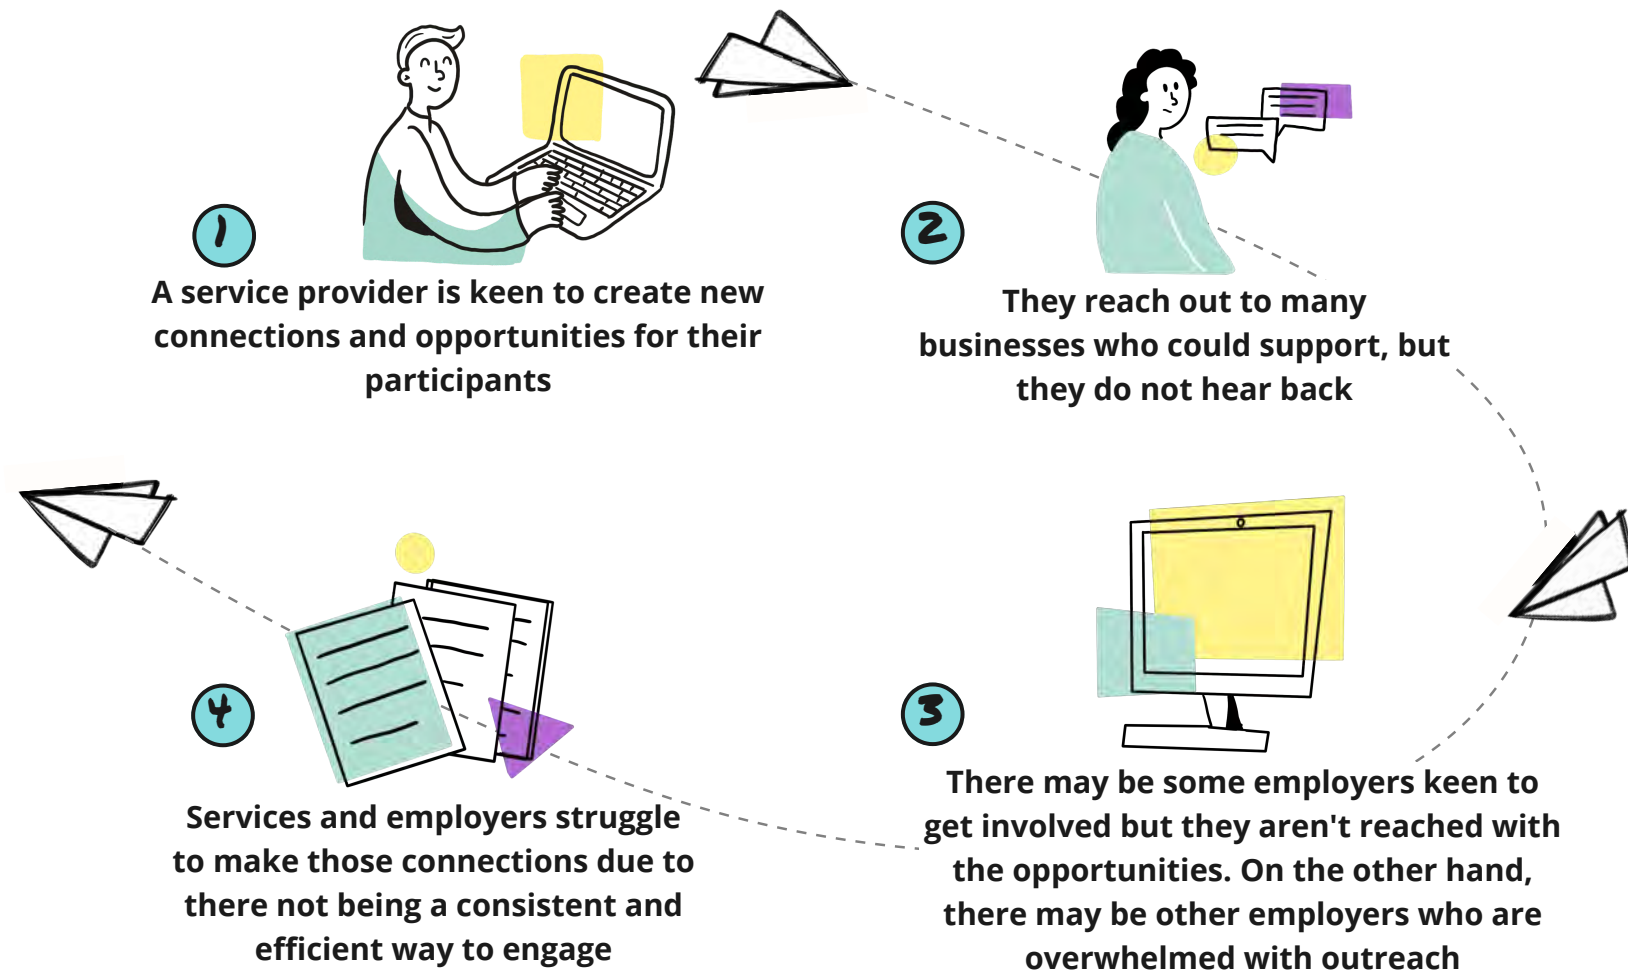 1
A service provider is keen to create new
connections and opportunities for their
participants
2
They reach out to many
businesses who could support, but
they do not hear back
3
There may be some employers keen to
get involved but they aren't reached with
the opportunities. On the other hand,
there may be other employers who are
overwhelmed with outreach
4
Services and employers struggle
to make those connections due to
there not being a consistent and
efficient way to engage